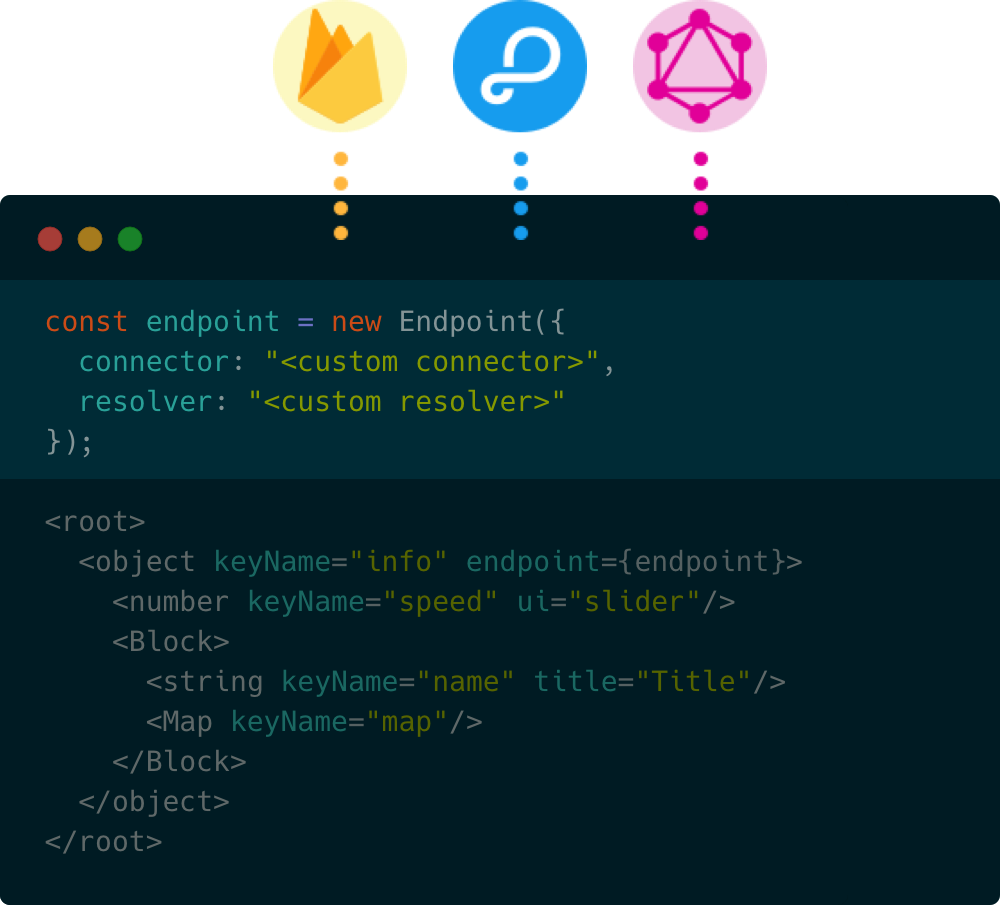 const endpoint = new Endpoint({
  connector: "<custom connector>",
  resolver: "<custom resolver>"
});
<root>
  <object keyName="info" endpoint={endpoint}>
    <number keyName="speed" ui="slider"/>
    <Block>
      <string keyName="name" title="Title"/>
      <Map keyName="map"/>
    </Block>
  </object>
</root>